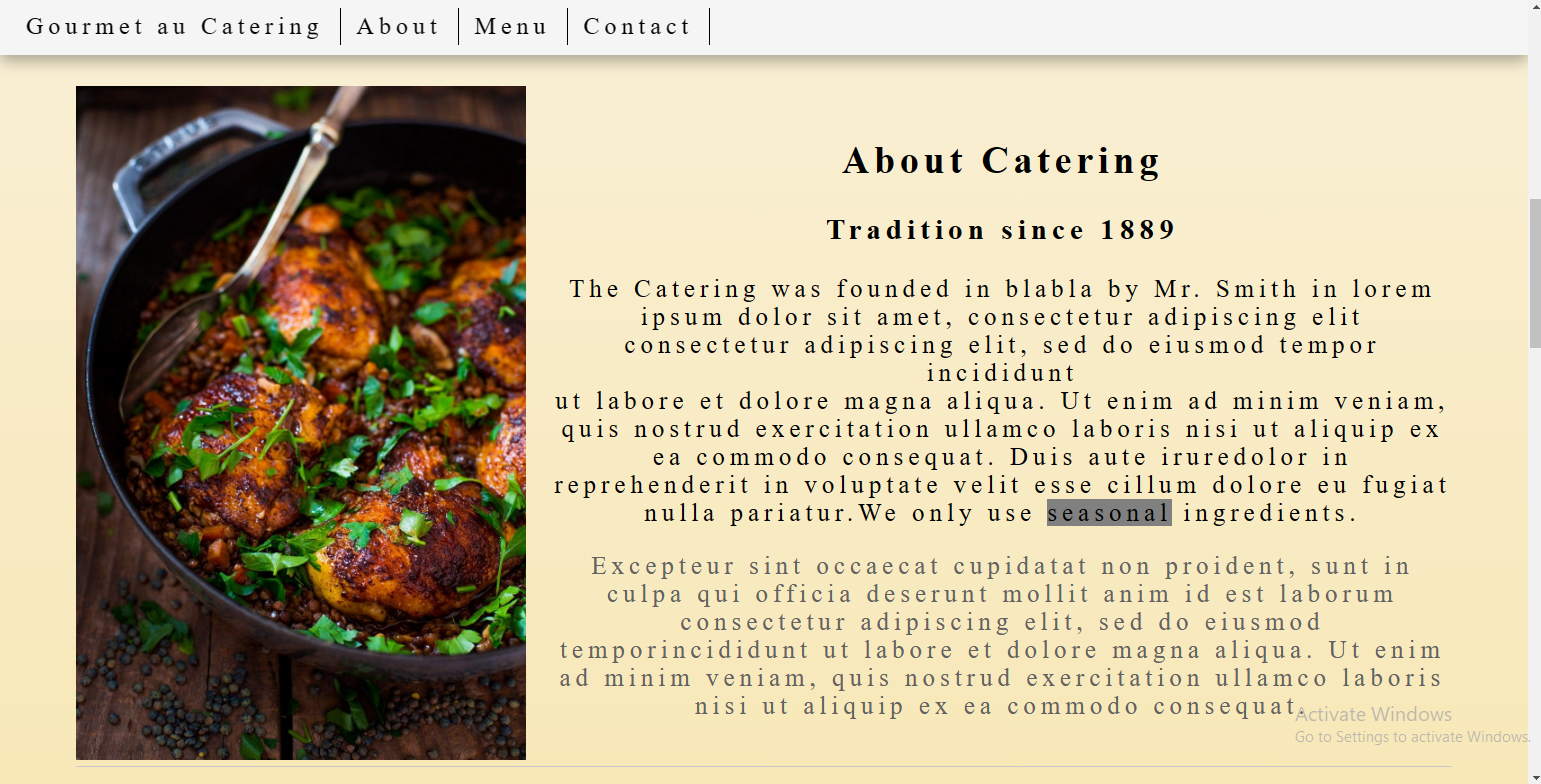 Gourmet au Catering About Menu Contact
About Catering
Tradition since 1889
The Catering was founded in blabla by Mr. Smith in lorem
ipsum dolor sit amet, consectetur adipiscing elit
consectetur adipiscing elit, sed do eiusmod tempor
incididunt
ut labore et dolore magna aliqua. Ut enim ad minim veniam,
quis nostrud exercitation ullamco laboris nisi ut aliquip ex
ea commodo consequat. Duis aute iruredolor in
reprehenderit in voluptate velit esse cillum dolore eu fugiat
nulla pariatur.We only use seasonal ingredients.
Excepteur sint occaecat cupidatat non proident, sunt in
culpa qui officia deserunt mollit anim id est laborum
consectetur adipiscing elit, sed do eiusmod
temporincididunt ut labore et dolore magna aliqua. Ut enim
ad minim veniam, quis nostrud exercitation ullamco laboris
nisi ut aliquip ex ea commodo consequat.
Activate Windows
Go to Settings to activate Windows.